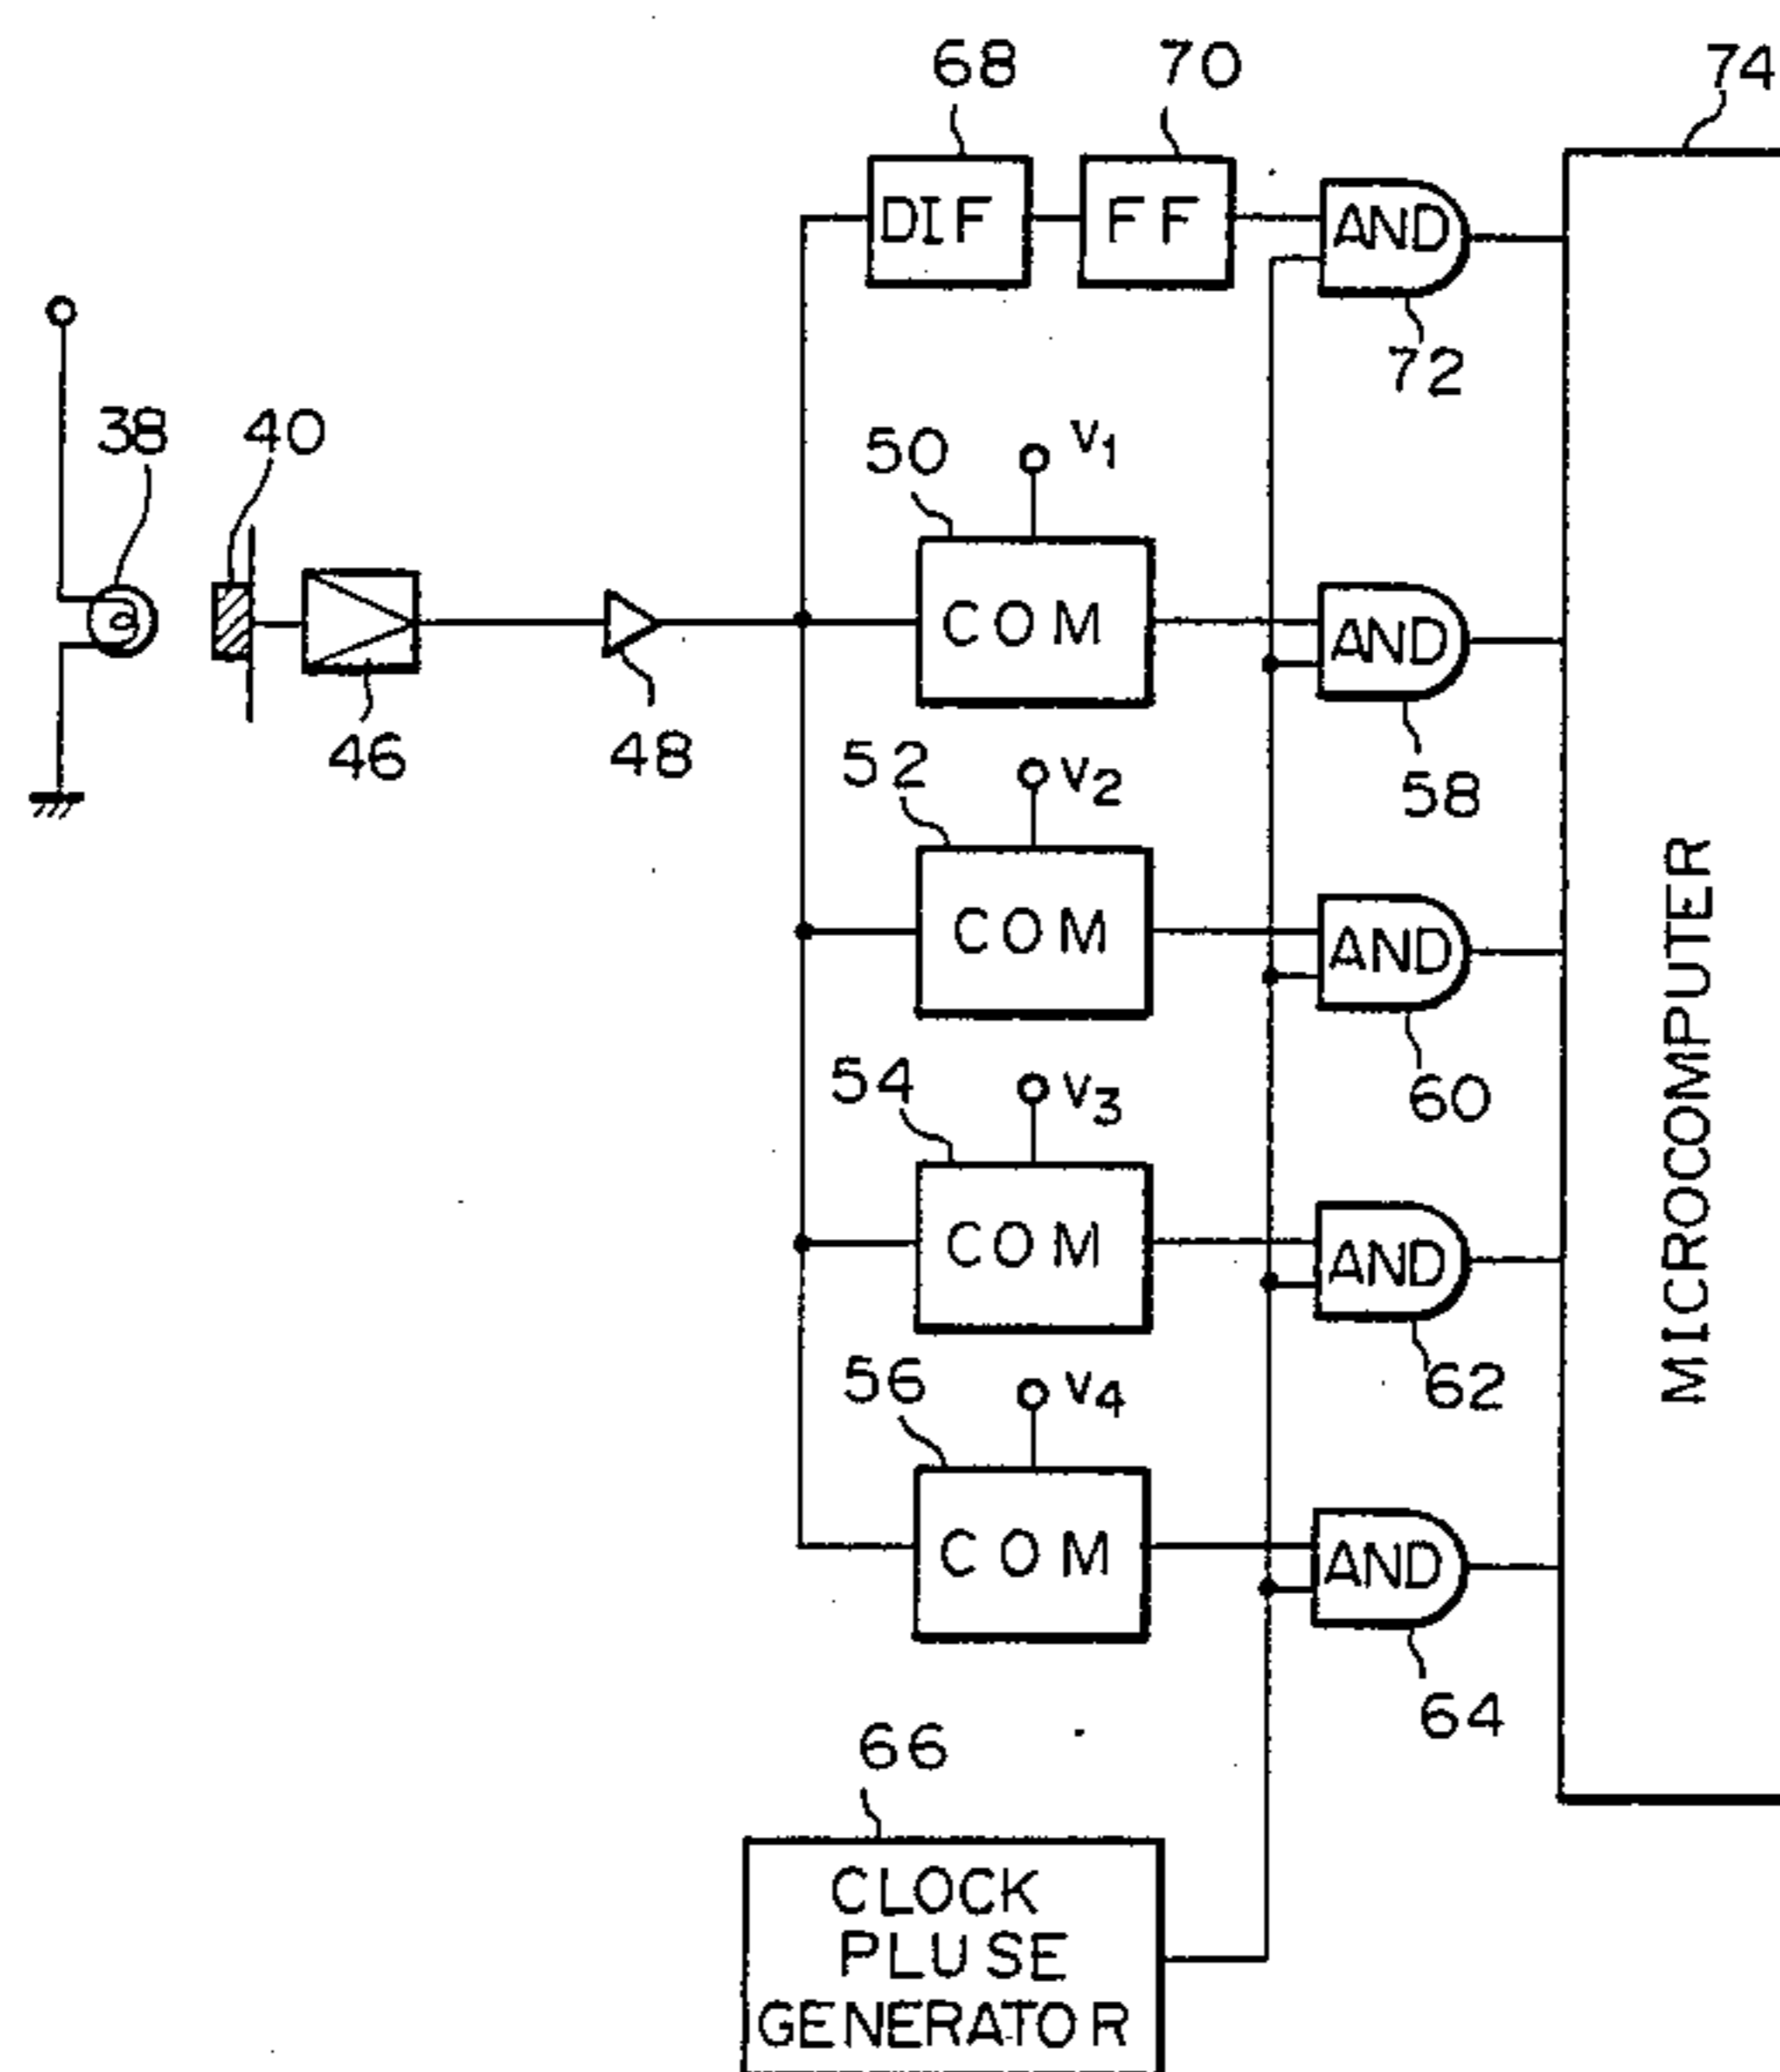 68 70 74
DIF FF AND
72
38 40 50 V1
COM AND
46 48 58
52 V2
COM AND
60
54 V3
COM AND
62
56 V4
COM AND
64
MICROCOMPUTER
66
CLOCK
PLUSE
GENERATOR